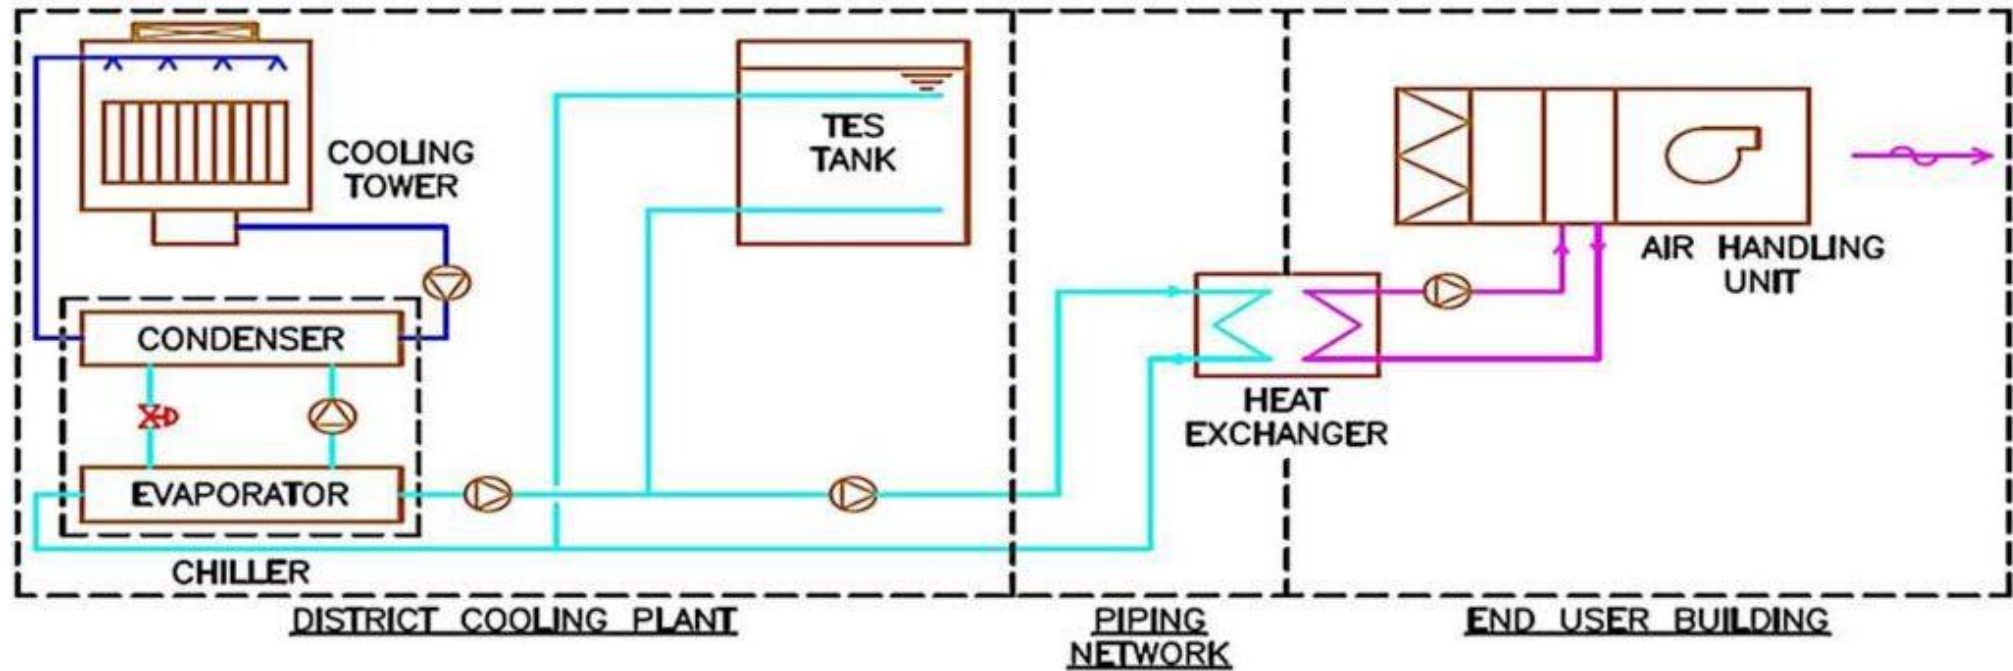 COOLING
TOWER
TES
TANK
AIR HANDLING
UNIT
CONDENSER
HEAT
EXCHANGER
EVAPORATOR
CHILLER
DISTRICT COOLING PLANT
PIPING
NETWORK
END USER BUILDING